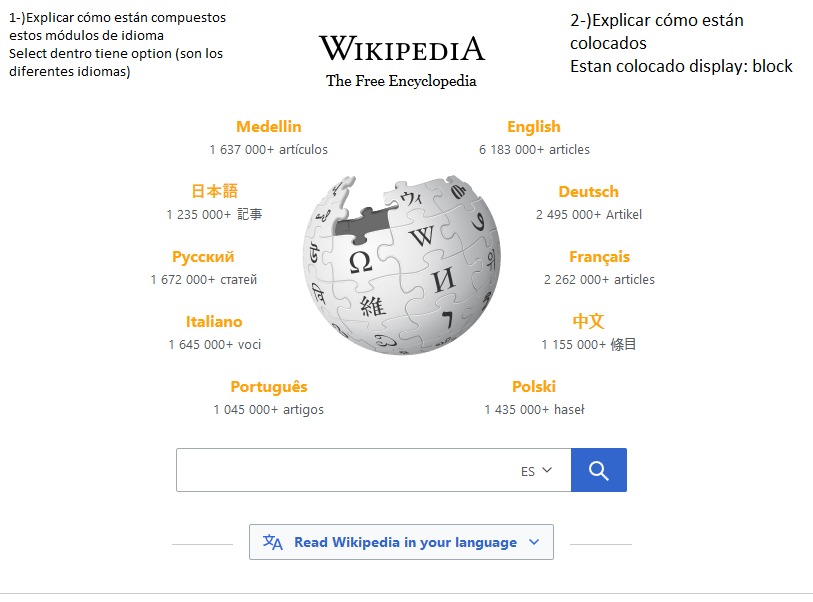 1-)Explicar cómo están compuestos
estos módulos de idioma
Select dentro tiene option (son los
diferentes idiomas)
2-)Explicar cómo están
colocados
Estan colocado display: block
WIKIPEDIA
The Free Encyclopedia
Medellin
1 637 000+ artículos
English
6 183 000+ articles
日本語
1 235 000+ 記事
Deutsch
2 495 000+ Artikel
Русский
1 672 000+ статей
Français
2 262 000+ articles
Italiano
1 645 000+ voci
中文
1 155 000+ 條目
Português
1 045 000+ artigos
Polski
1 435 000+ haseł
Ω
W
И
維
ウィ
ES
Read Wikipedia in your language